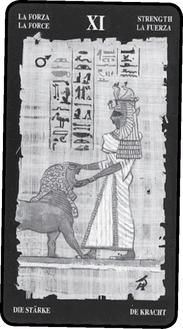 LA FORZA
LA FORCE
XI
STRENGTH
LA FUERZA
♂
DIE STÄRKE
DE KRACHT